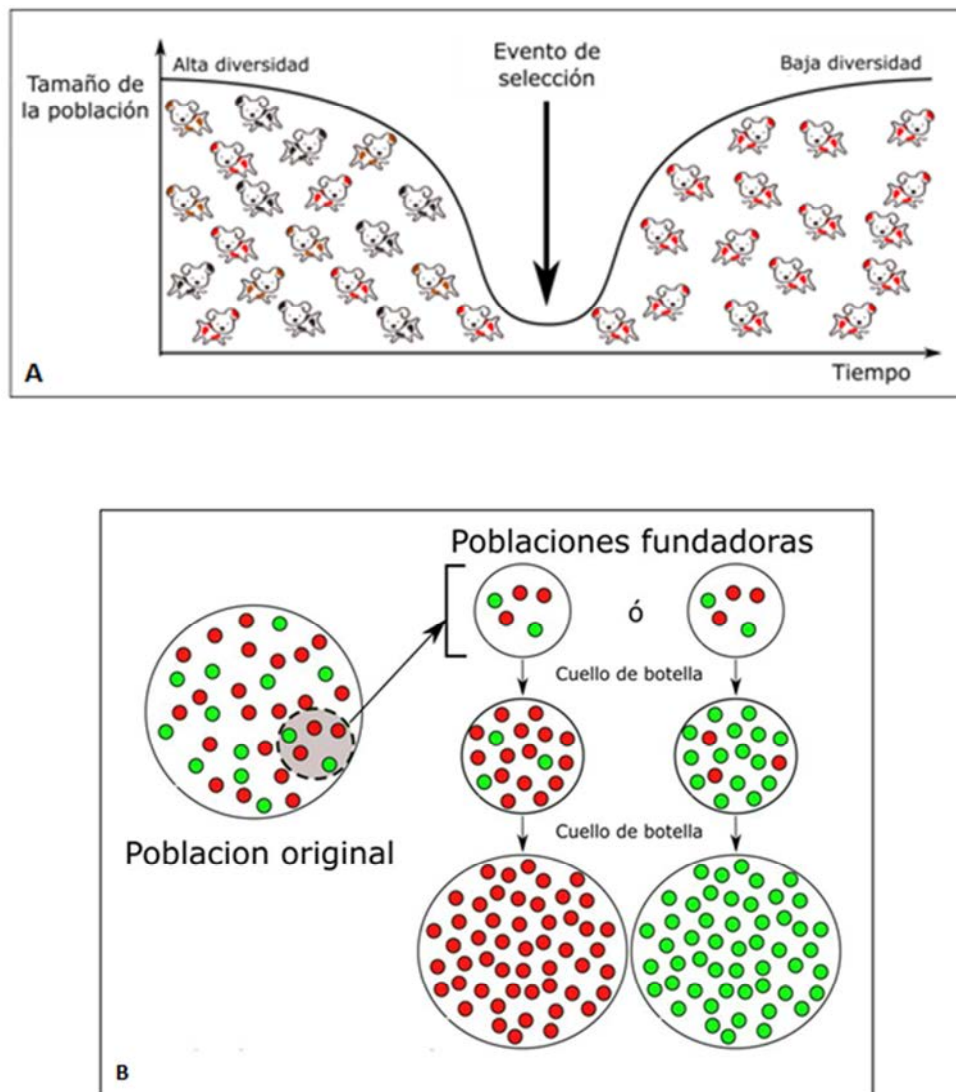 Alta diversidad
Evento de
selección
Baja diversidad
Tamaño de
la población
A
Tiempo
Poblaciones fundadoras
ó
Cuello de botella
Cuello de botella
Poblacion original
B